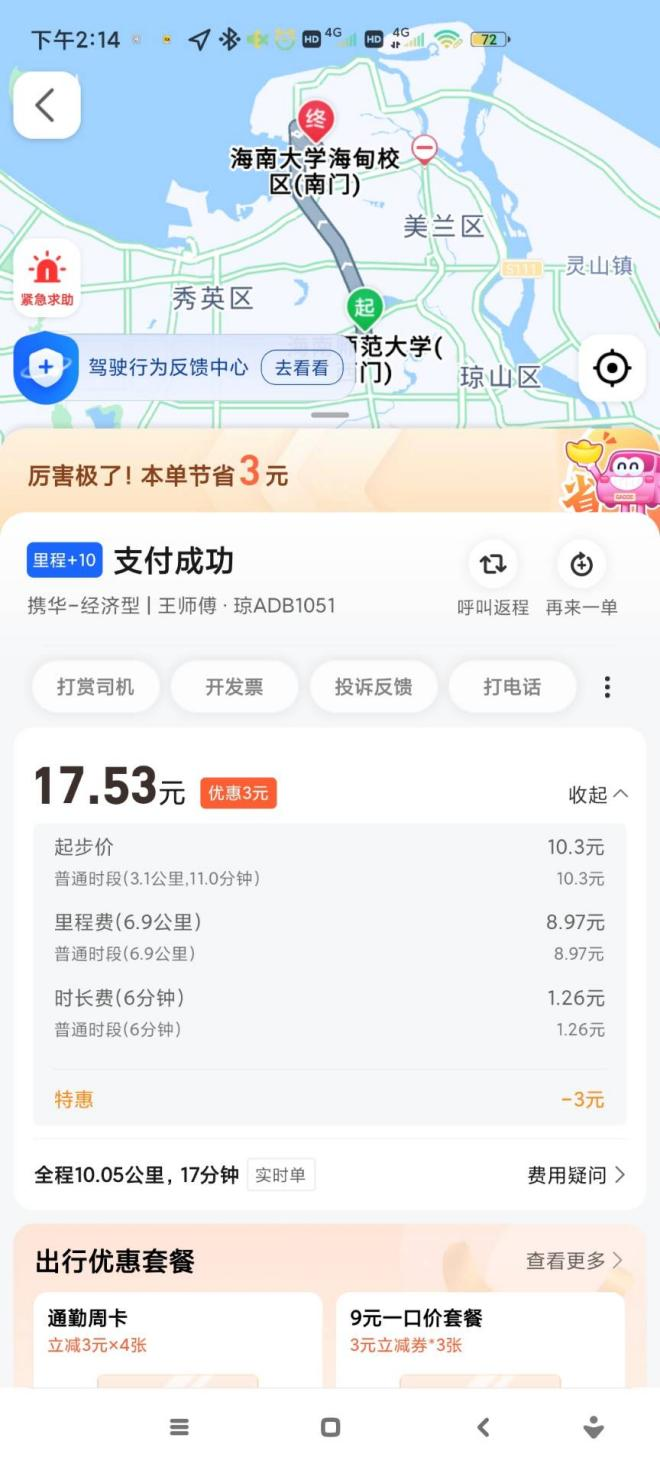 下午2:14
HD 4G HD 4G 72
终
海南大学海甸校
区(南门)
美兰区
S111
灵山镇
紧急求助
秀英区
起
海南师范大学(
南门)
驾驶行为反馈中心
去看看
琼山区
厉害极了!本单节省3元
省
里程+10 支付成功
呼叫返程 再来一单
携华-经济型 | 王师傅 · 琼ADB1051
打赏司机 开发票 投诉反馈 打电话
17.53元 优惠3元 收起
起步价 10.3元
普通时段(3.1公里,11.0分钟) 10.3元
里程费(6.9公里) 8.97元
普通时段(6.9公里) 8.97元
时长费(6分钟) 1.26元
普通时段(6分钟) 1.26元
特惠 -3元
全程10.05公里，17分钟 实时单 费用疑问
出行优惠套餐 查看更多
通勤周卡 9元一口价套餐
立减3元×4张 3元立减券*3张